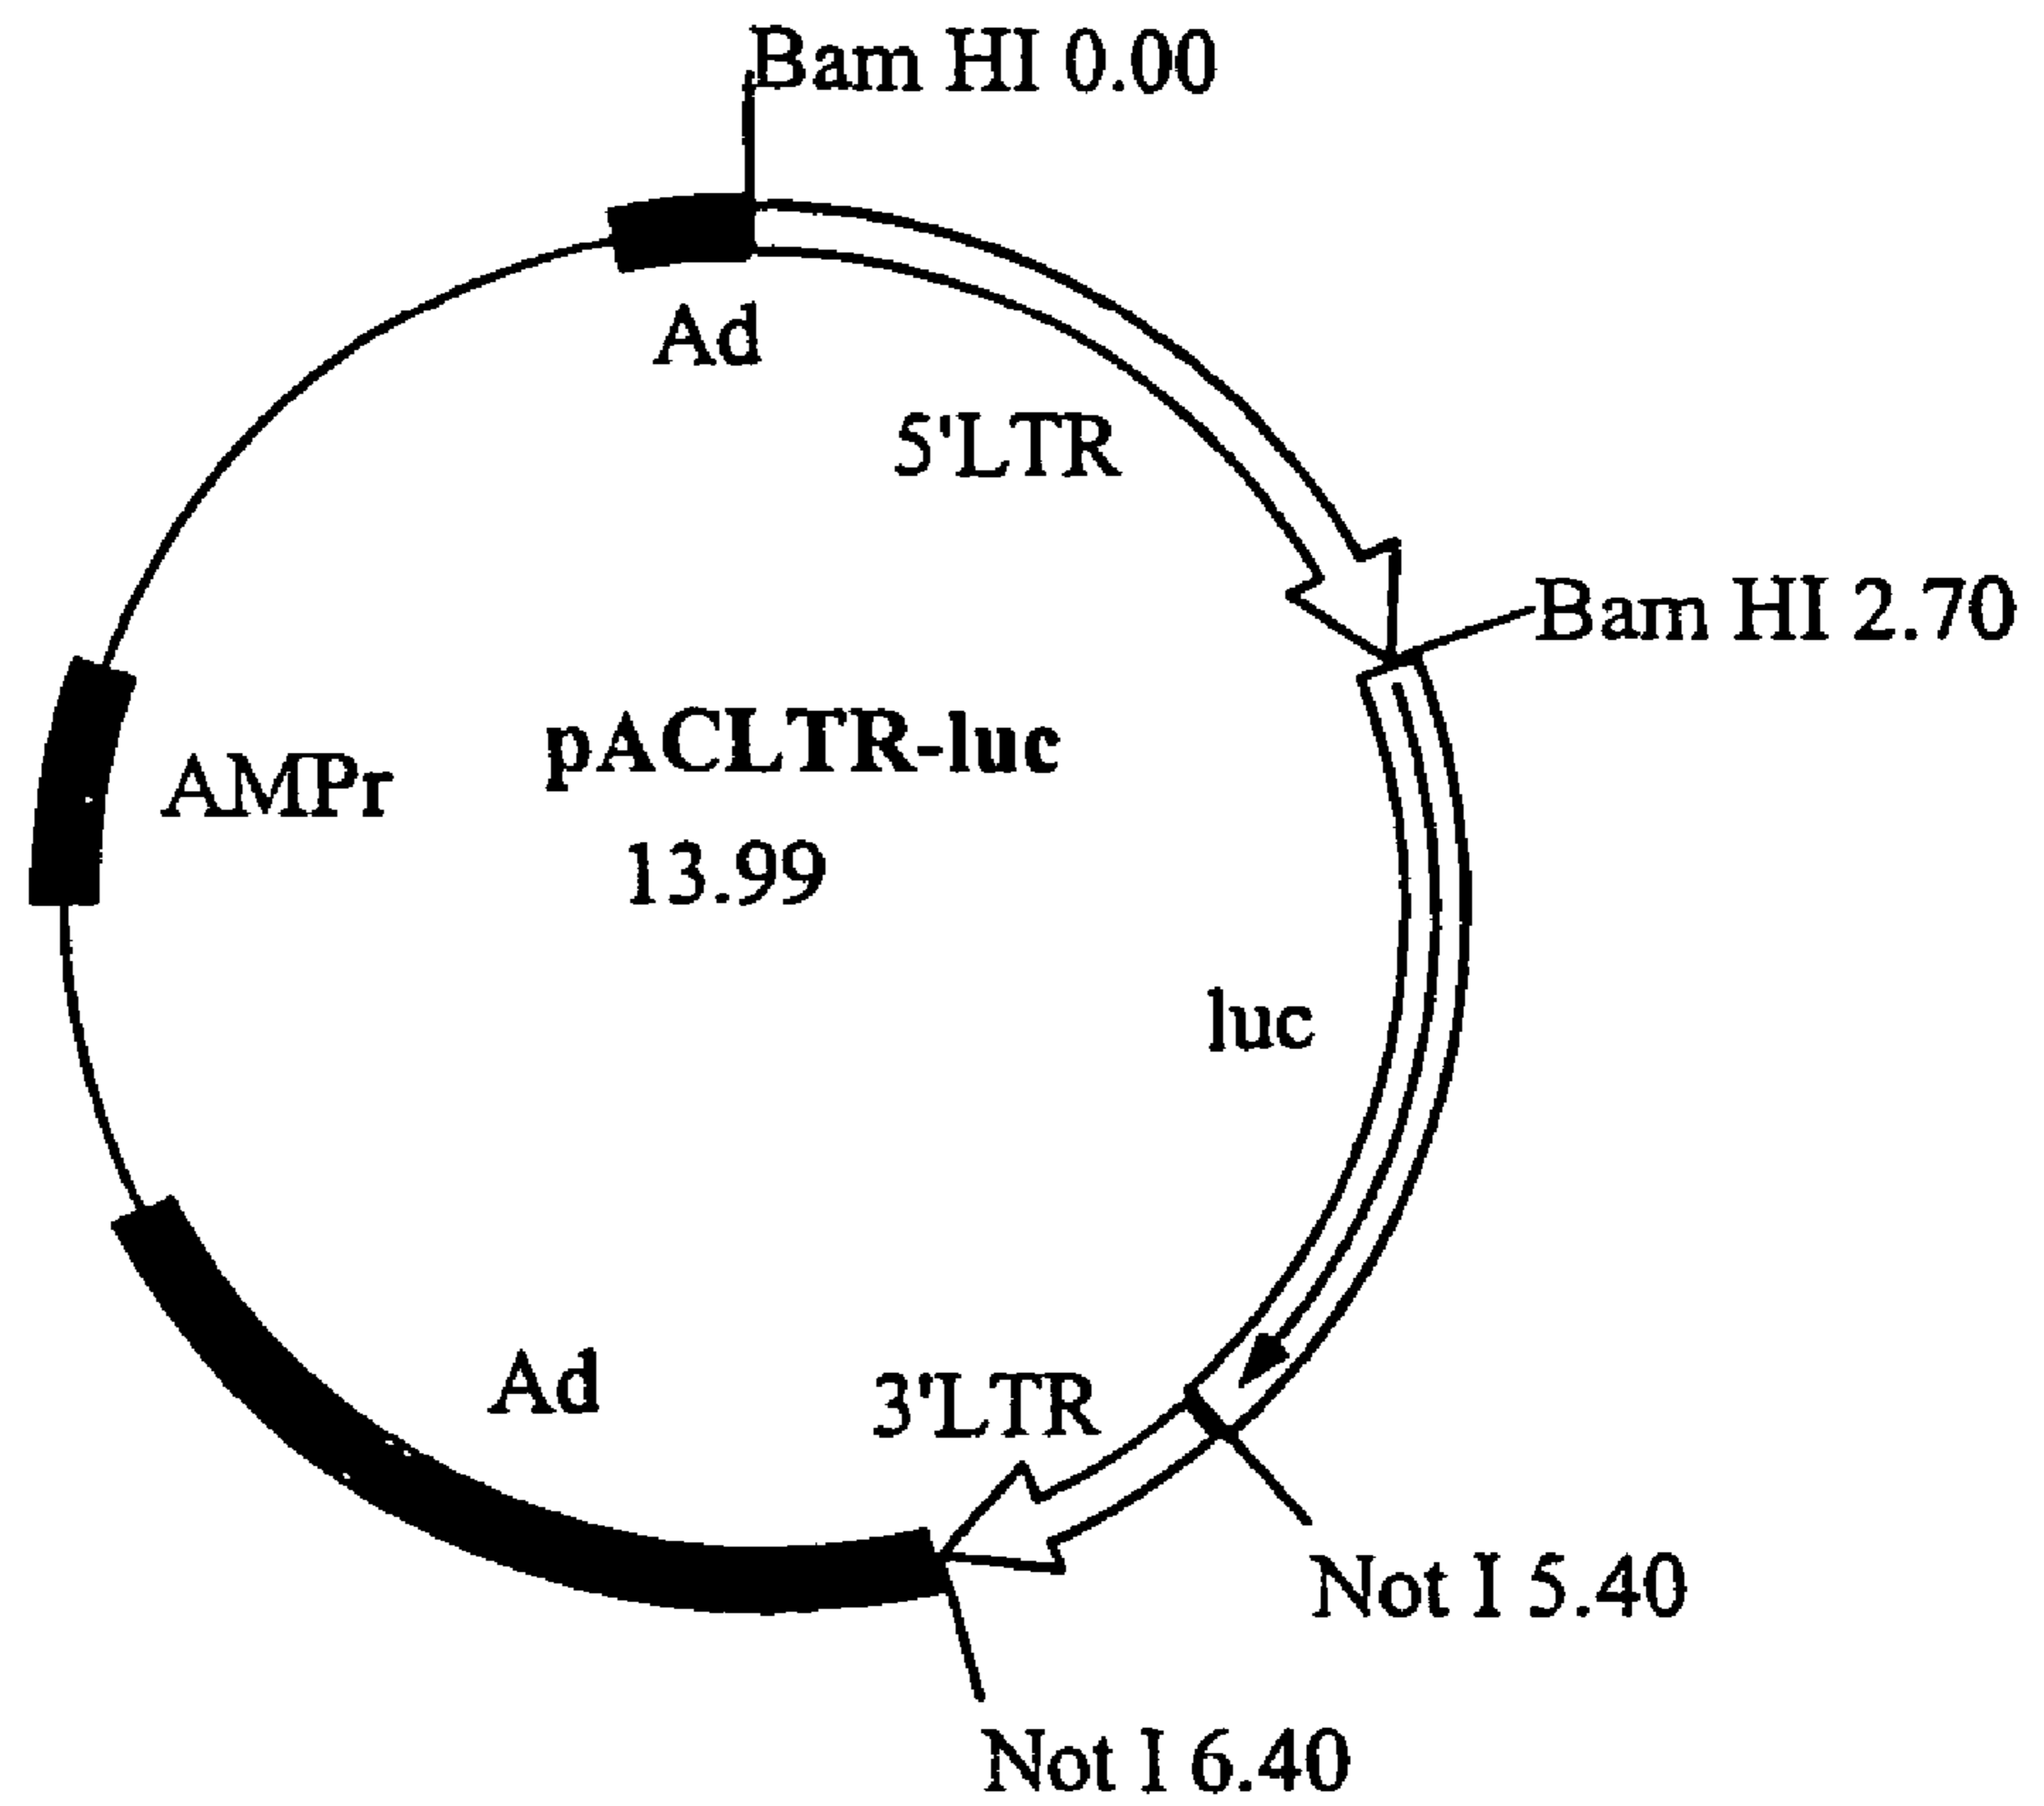 Bam HI 0.00
Ad
5'LTR
Bam HI 2.70
pACLTR-luc
AMPr
13.99
luc
Ad
3'LTR
Not I 5.40
Not I 6.40